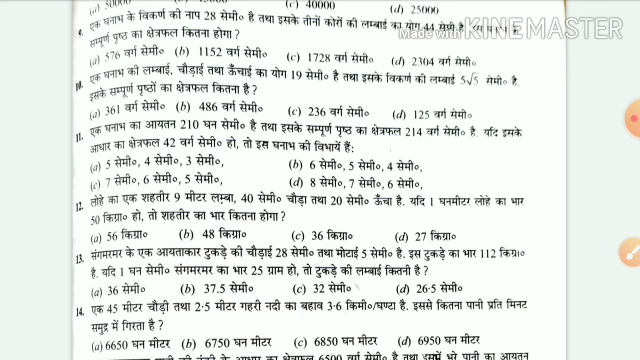 (a) 50000 (c) 40000 (d) 25000
9. एक घनाभ के विकर्ण की नाप 28 सेमी० है तथा इसके तीनों कोरों की लम्बाई का योग 44 सेमी है.
Made with KINEMASTER
सम्पूर्ण पृष्ठ का क्षेत्रफल कितना होगा ?
(a) 576 वर्ग सेमी० (b) 1152 वर्ग सेमी० (c) 1728 वर्ग सेमी० (d) 2304 वर्ग सेमी०
10. एक घनाभ की लम्बाई, चौड़ाई तथा ऊँचाई का योग 19 सेमी० है तथा इसके विकर्ण की लम्बाई 5√5 सेमी० है.
इसके सम्पूर्ण पृष्ठों का क्षेत्रफल कितना है ?
(a) 361 वर्ग सेमी० (b) 486 वर्ग सेमी० (c) 236 वर्ग सेमी० (d) 125 वर्ग सेमी०
11. एक घनाभ का आयतन 210 घन सेमी० है तथा इसके सम्पूर्ण पृष्ठ का क्षेत्रफल 214 वर्ग सेमी० है. यदि इसके
आधार का क्षेत्रफल 42 वर्ग सेमी० हो, तो इस घनाभ की विभायें हैं:
(a) 5 सेमी०, 4 सेमी०, 3 सेमी०, (b) 6 सेमी०, 5 सेमी०, 4 सेमी०,
(c) 7 सेमी०, 6 सेमी०, 5 सेमी०, (d) 8 सेमी०, 7 सेमी०, 6 सेमी०,
12. लोहे का एक शहतीर 9 मीटर लम्बा, 40 सेमी० चौड़ा तथा 20 सेमी० ऊँचा है. यदि 1 घनमीटर लोहे का भार
50 किग्रा० हो, तो शहतीर का भार कितना होगा ?
(a) 56 किग्रा० (b) 48 किग्रा० (c) 36 किग्रा० (d) 27 किग्रा०
13. संगमरमर के एक आयताकार टुकड़े की चौड़ाई 28 सेमी० तथा मोटाई 5 सेमी० है. इस टुकड़े का भार 112 किग्रा०
है. यदि 1 घन सेमी० संगमरमर का भार 25 ग्राम हो, तो टुकड़े की लम्बाई कितनी है ?
(a) 36 सेमी० (b) 37.5 सेमी० (c) 32 सेमी० (d) 26·5 सेमी०
14. एक 45 मीटर चौड़ी तथा 2·5 मीटर गहरी नदी का बहाव 3·6 किमी०/घण्टा है. इससे कितना पानी प्रति मिनट
समुद्र में गिरता है ?
(a) 6650 घन मीटर (b) 6750 घन मीटर (c) 6850 घन मीटर (d) 6950 घन मीटर
के आधार का क्षेत्रफल 6500 वर्ग सेमी० है तथा इसमें भरे पानी का आयतन